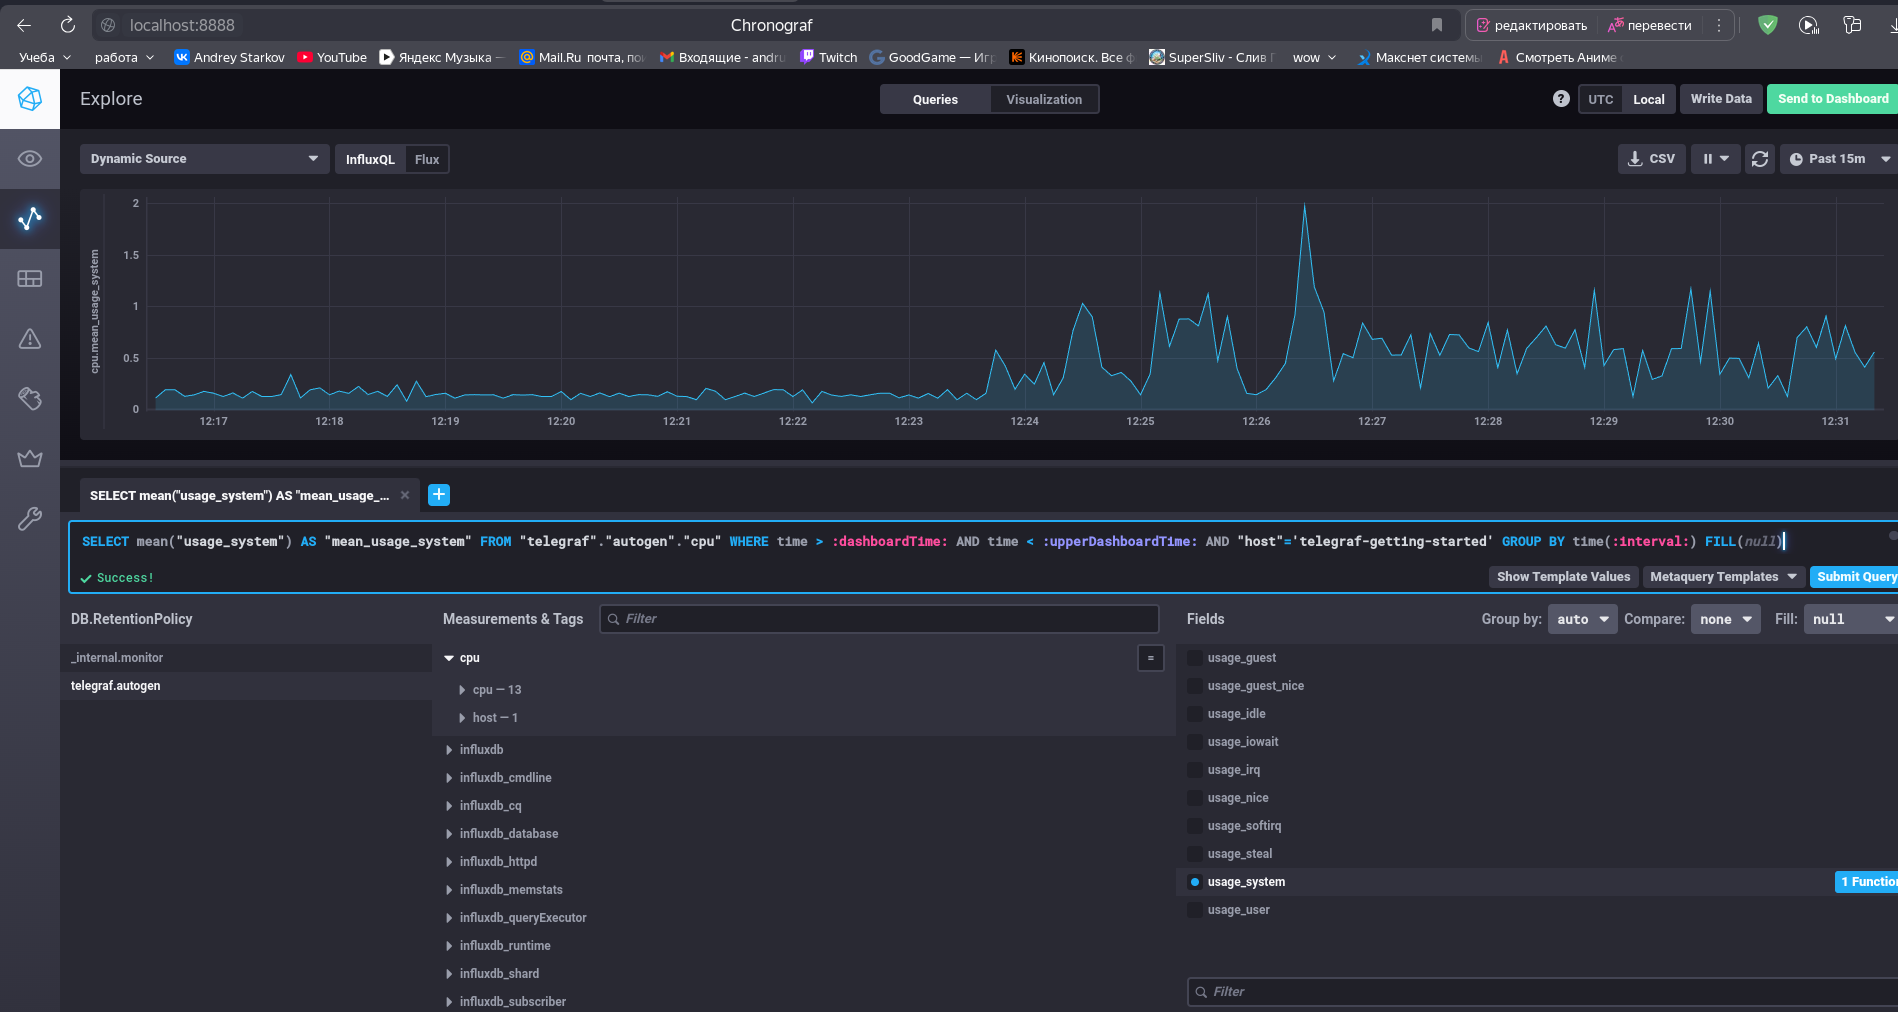 localhost:8888
Chronograf
редактировать
перевести
Учеба
работа
Andrey Starkov
YouTube
Яндекс Музыка —
Mail.Ru почта, по
Входящие - andru
Twitch
GoodGame — Иг
Кинопоиск. Все ф
SuperSliv - Слив
wow
Макснет системы
Смотреть Аниме
Explore
Queries
Visualization
?
UTC
Local
Write Data
Send to Dashboard
Dynamic Source
InfluxQL
Flux
CSV
Past 15m
cpu.mean_usage_system
2
1.5
1
0.5
0
12:17
12:18
12:19
12:20
12:21
12:22
12:23
12:24
12:25
12:26
12:27
12:28
12:29
12:30
12:31
SELECT mean("usage_system") AS "mean_usage_...
SELECT mean("usage_system") AS "mean_usage_system" FROM "telegraf"."autogen"."cpu" WHERE time > :dashboardTime: AND time < :upperDashboardTime: AND "host"='telegraf-getting-started' GROUP BY time(:interval:) FILL(null)
Success!
Show Template Values
Metaquery Templates
Submit Query
DB.RetentionPolicy
Measurements & Tags
Filter
Fields
Group by:
auto
Compare:
none
Fill:
null
_internal.monitor
telegraf.autogen
cpu
=
cpu — 13
host — 1
influxdb
influxdb_cmdline
influxdb_cq
influxdb_database
influxdb_httpd
influxdb_memstats
influxdb_queryExecutor
influxdb_runtime
influxdb_shard
influxdb_subscriber
usage_guest
usage_guest_nice
usage_idle
usage_iowait
usage_irq
usage_nice
usage_softirq
usage_steal
usage_system
1 Function
usage_user
Filter